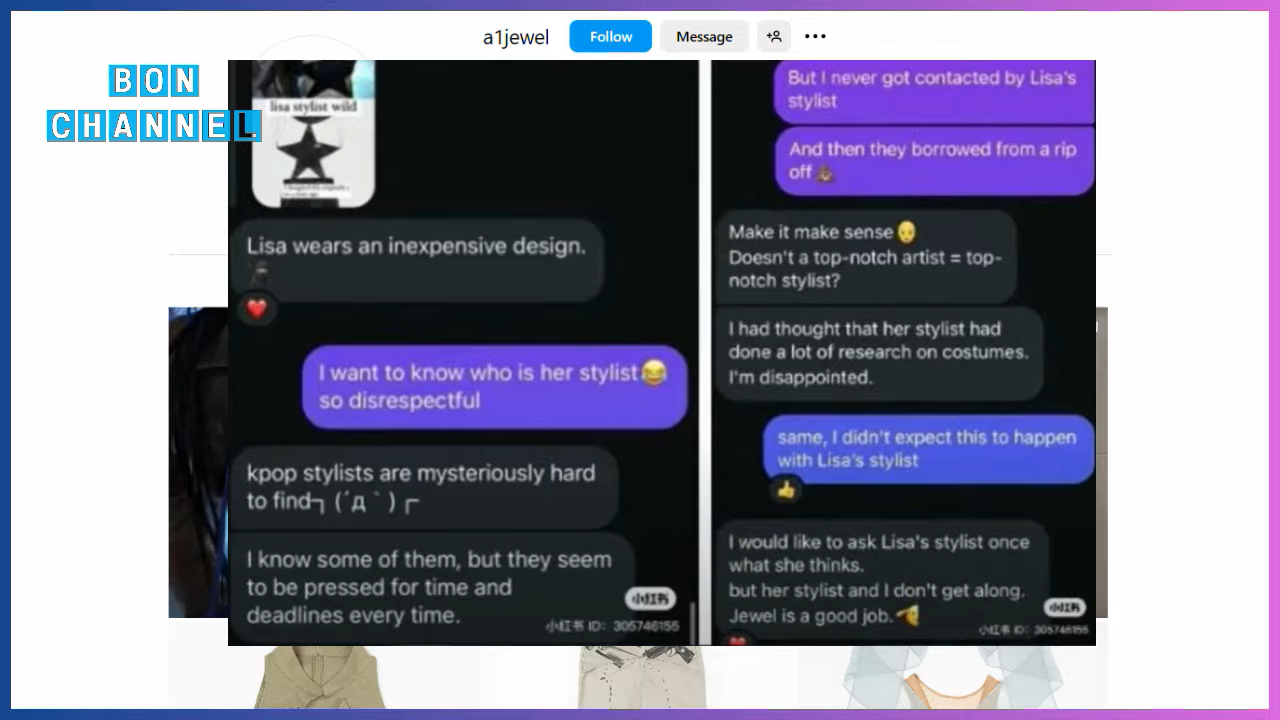 a1jewel
Follow
Message
BON
CHANNEL
lisa stylist wild
Lisa wears an inexpensive design.
I want to know who is her stylist😂
so disrespectful
kpop stylists are mysteriously hard
to find┐(´д`)┌
I know some of them, but they seem
to be pressed for time and
deadlines every time.
小红书
小红书 ID: 305746155
But I never got contacted by Lisa's
stylist
And then they borrowed from a rip
off💩
Make it make sense
Doesn't a top-notch artist = top-
notch stylist?
I had thought that her stylist had
done a lot of research on costumes.
I'm disappointed.
same, I didn't expect this to happen
with Lisa's stylist
I would like to ask Lisa's stylist once
what she thinks.
but her stylist and I don't get along.
Jewel is a good job.
小红书
小红书 ID: 305746155